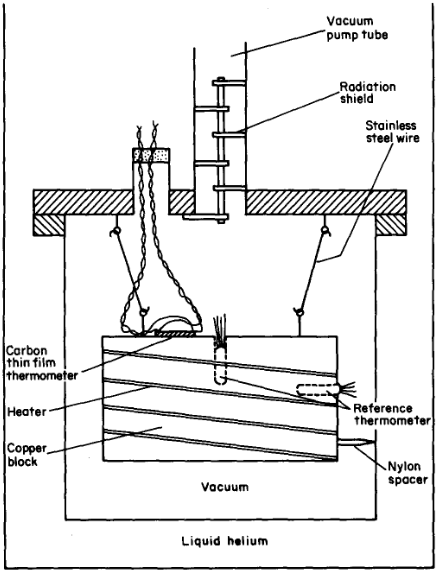 Vacuum
pump tube
Radiation
shield
Stainless
steel wire
Carbon
thin film
thermometer
Heater
Copper
block
Reference
thermometer
Nylon
spacer
Vacuum
Liquid helium